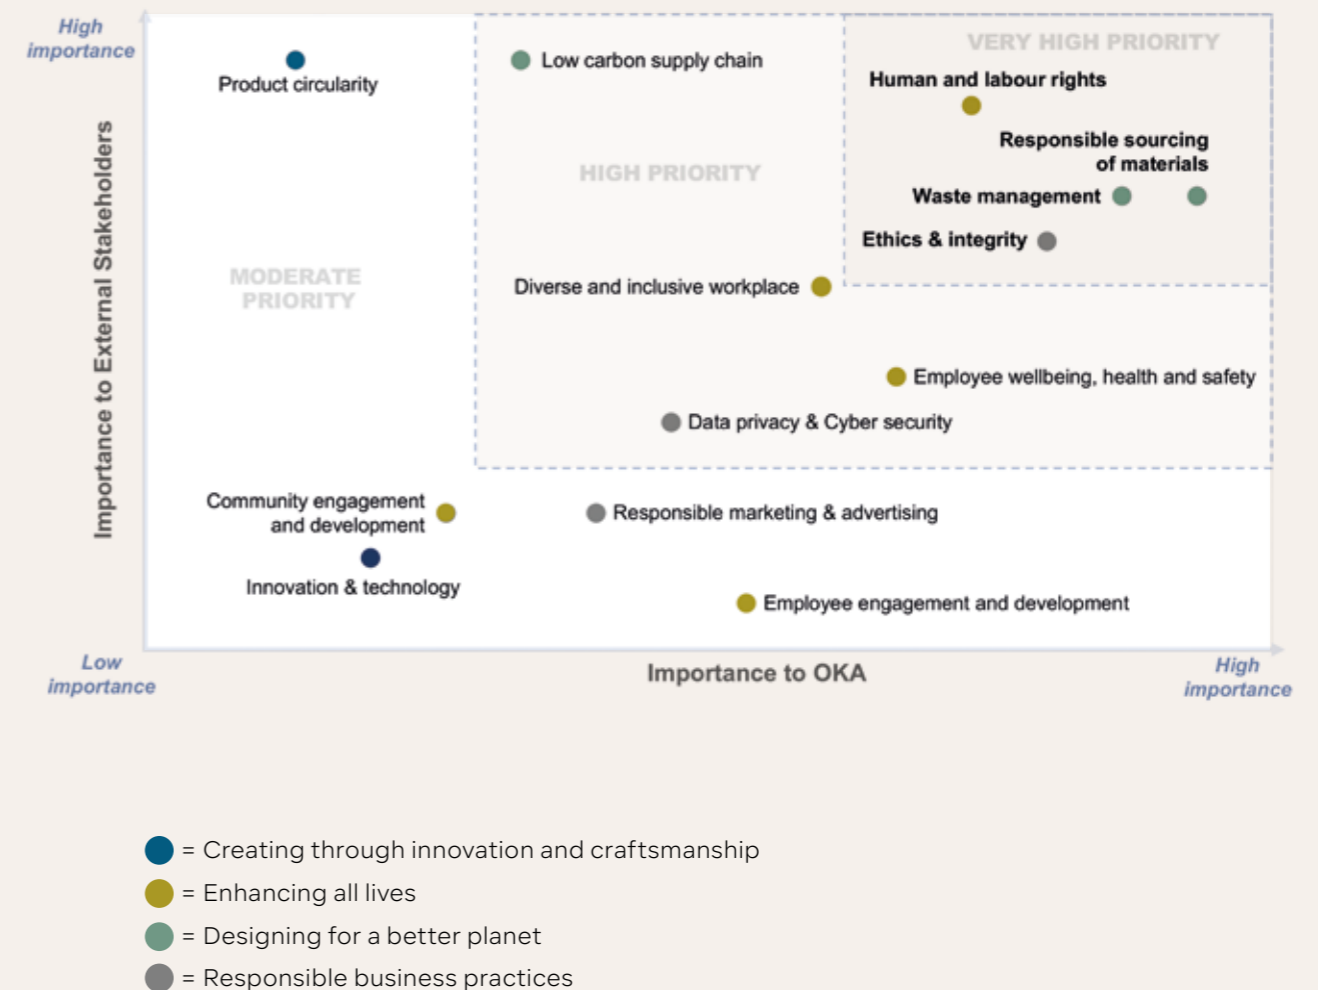 High
importance
Product circularity
Low carbon supply chain
VERY HIGH PRIORITY
Human and labour rights
Responsible sourcing
of materials
HIGH PRIORITY
Waste management
Ethics & integrity
MODERATE
PRIORITY
Diverse and inclusive workplace
Employee wellbeing, health and safety
Data privacy & Cyber security
Importance to External Stakeholders
Community engagement
and development
Responsible marketing & advertising
Innovation & technology
Employee engagement and development
Low
importance
Importance to OKA
High
importance
= Creating through innovation and craftsmanship
= Enhancing all lives
= Designing for a better planet
= Responsible business practices